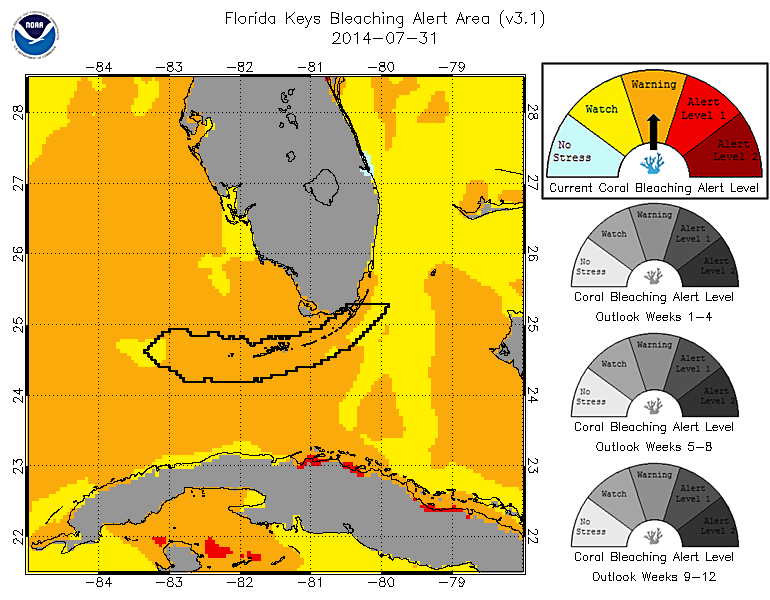 Florida Keys Bleaching Alert Area (v3.1)
2014-07-31
NOAA
-84 -83 -82 -81 -80 -79
28 28
27 27
26 26
25 25
24 24
23 23
22 22
-84 -83 -82 -81 -80 -79
No Stress
Watch
Warning
Alert Level 1
Alert Level 2
Current Coral Bleaching Alert Level
No Stress
Watch
Warning
Alert Level 1
Alert Level 2
Coral Bleaching Alert Level
Outlook Weeks 1-4
No Stress
Watch
Warning
Alert Level 1
Alert Level 2
Coral Bleaching Alert Level
Outlook Weeks 5-8
No Stress
Watch
Warning
Alert Level 1
Alert Level 2
Coral Bleaching Alert Level
Outlook Weeks 9-12